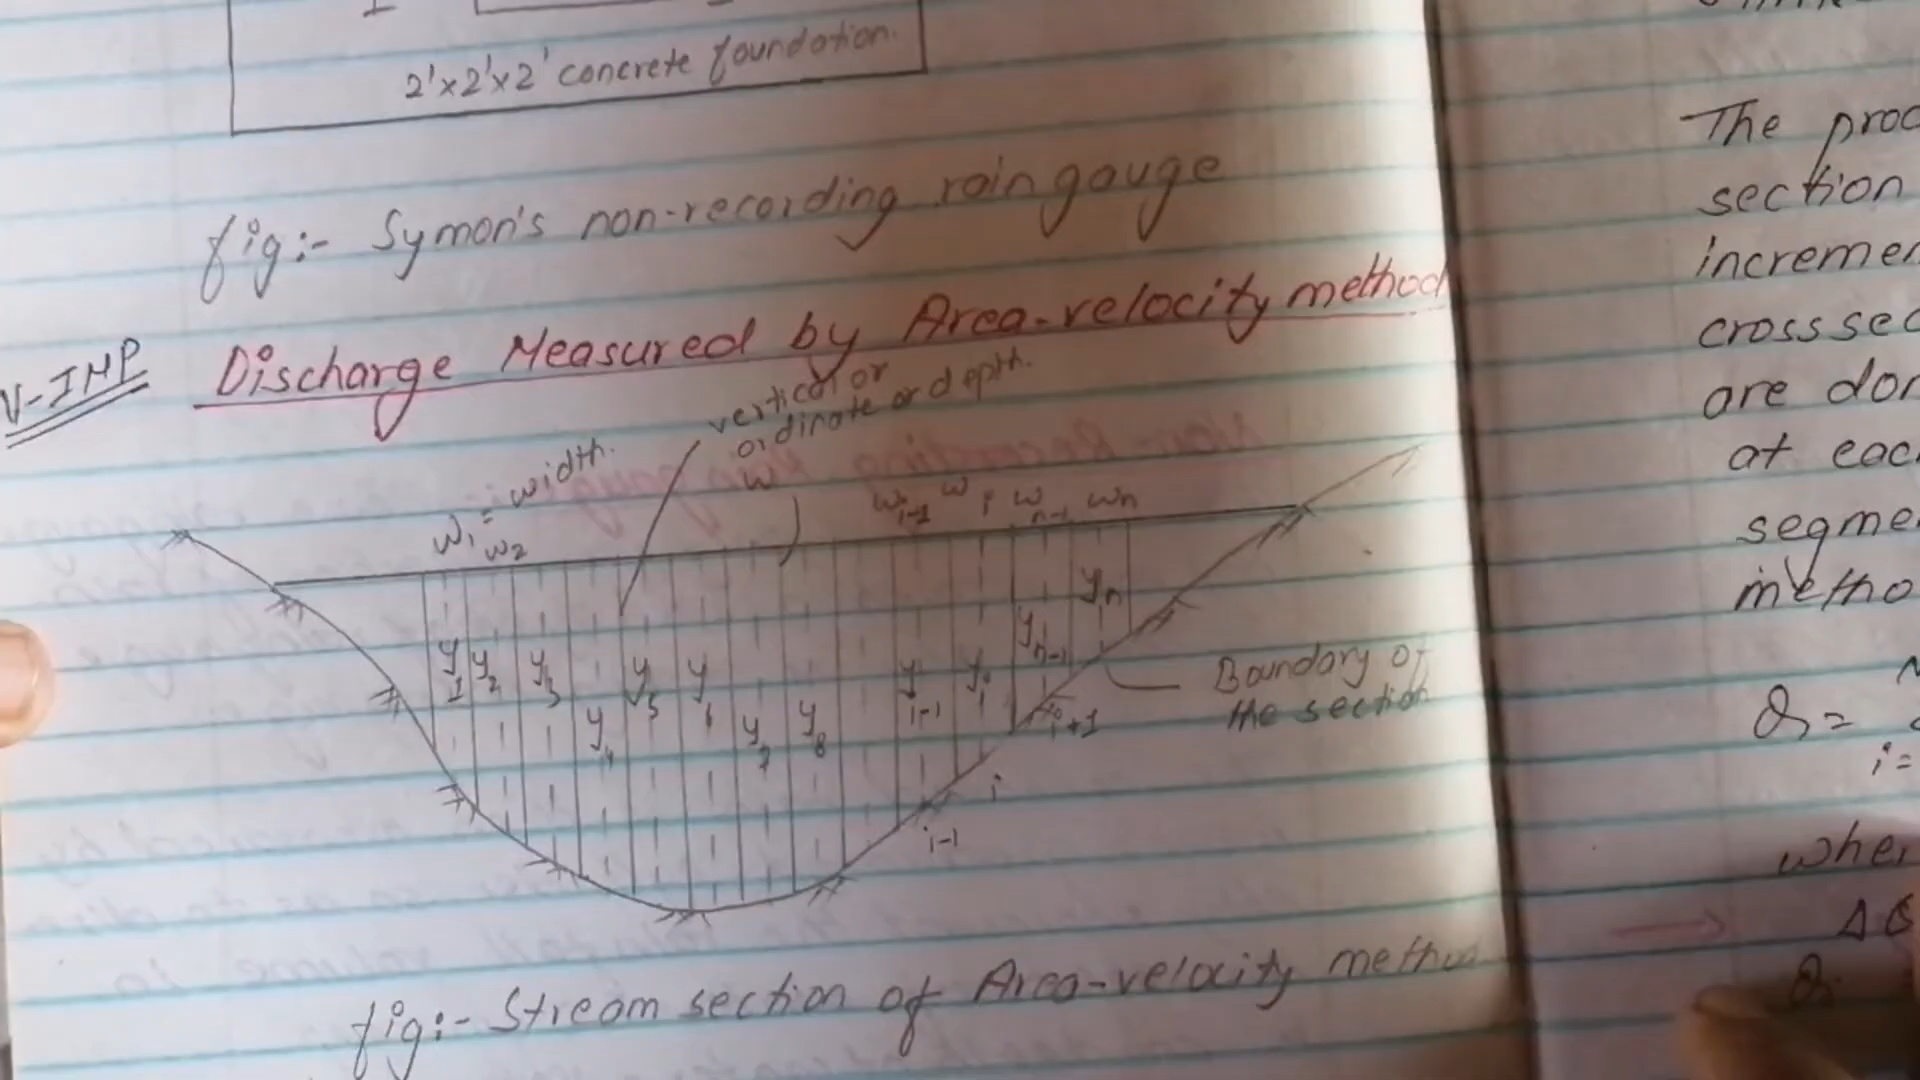 2'x2'x2' concrete foundation.
fig:- Symon's non-recording rain gauge
V-IMP Discharge Measured by Area-velocity method
vertical or
ordinate or depth.
w₁ = width.
w₂
w
wᵢ₋₁ wᵢ wₙ₋₁ wₙ
y₁ y₂ y₃ y₄ y₅ y₆ y₇ y₈ yᵢ₋₁ yᵢ yₙ₋₁ yₙ
Boundary of
the section
i+1
i
i-1
fig:- Stream section of Area-velocity method
The proc
section
incremen
cross sec
are don
at eac
segme
metho
Q =
i=
wher